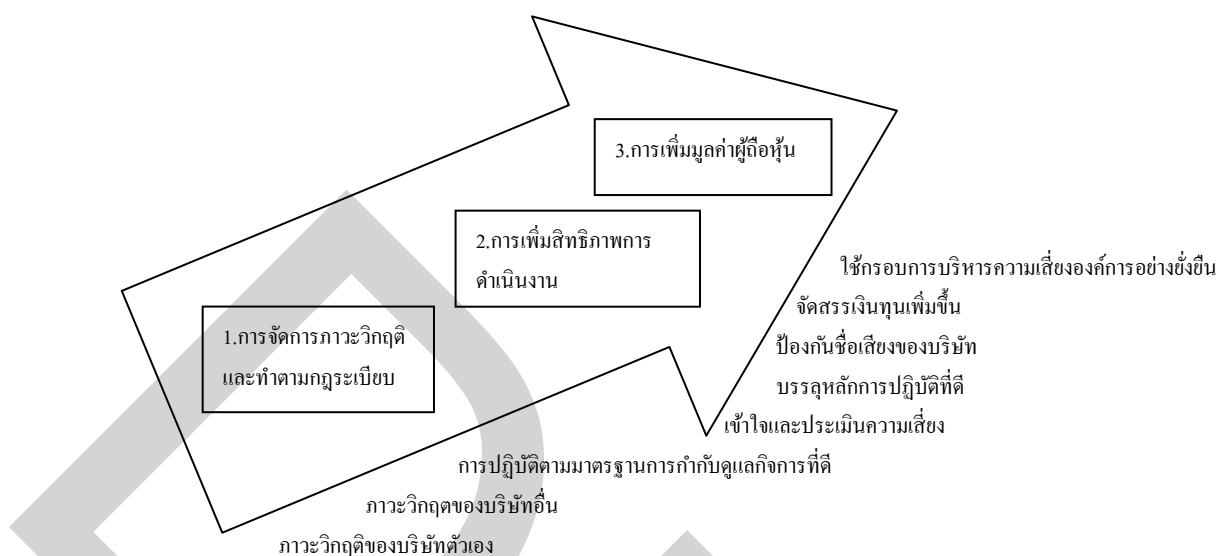 3.การเพิ่มมูลค่าผู้ถือหุ้น
2.การเพิ่มสิทธิภาพการ
ดำเนินงาน
1.การจัดการภาวะวิกฤติ
และทำตามกฎระเบียบ
ใช้กรอบการบริหารความเสี่ยงองค์การอย่างยั่งยืน
จัดสรรเงินทุนเพิ่มขึ้น
ป้องกันชื่อเสียงของบริษัท
บรรลุหลักการปฏิบัติที่ดี
เข้าใจและประเมินความเสี่ยง
การปฏิบัติตามมาตรฐานการกำกับดูแลกิจการที่ดี
ภาวะวิกฤตของบริษัทอื่น
ภาวะวิกฤติของบริษัทตัวเอง